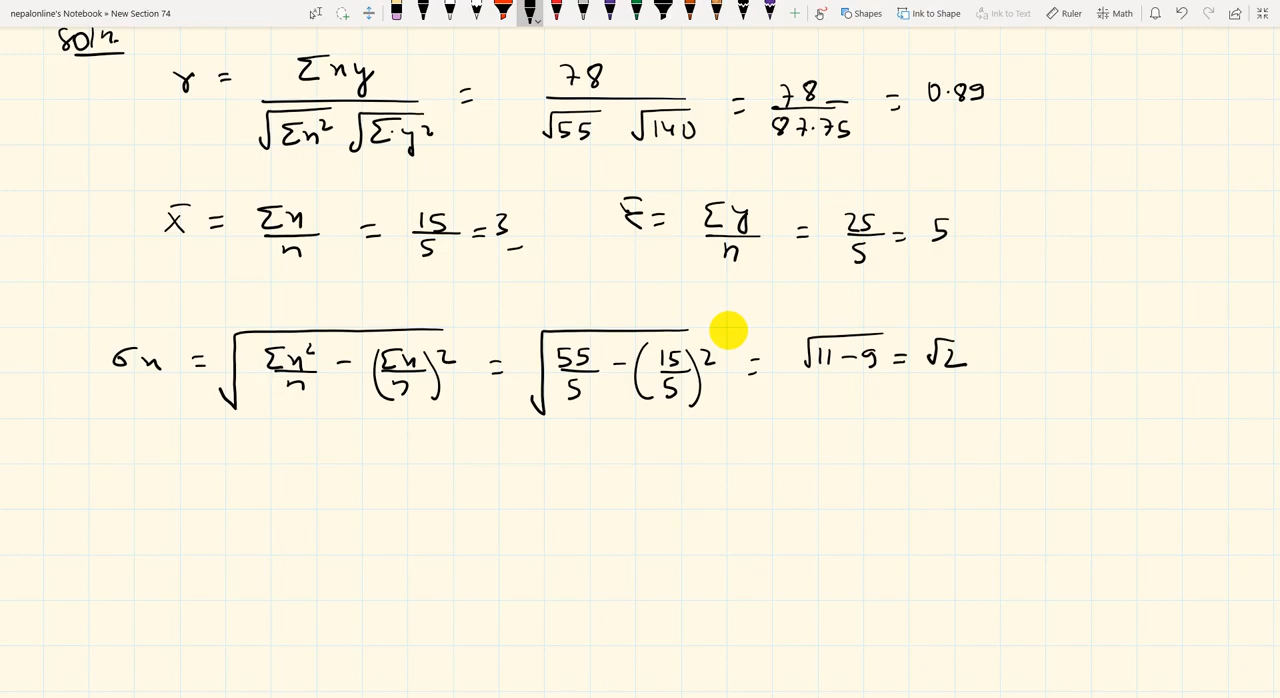 nepalonline's Notebook » New Section 74
Shapes Ink to Shape Ink to Text Ruler Math
Soln.
r = Σxy / √Σx² √Σy² = 78 / √55 √140 = 78 / 87.75 = 0.89
X̄ = Σx / n = 15 / 5 = 3 Ȳ = Σy / n = 25 / 5 = 5
σx = √(Σx² / n − (Σx / n)²) = √(55 / 5 − (15 / 5)²) = √11 − 9 = √2